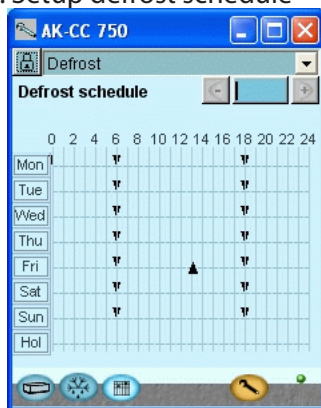 . Setup defrost schedule
AK-CC 750
Defrost
Defrost schedule
0 2 4 6 8 10 12 14 16 18 20 22 24
Mon
Tue
Wed
Thu
Fri
Sat
Sun
Hol